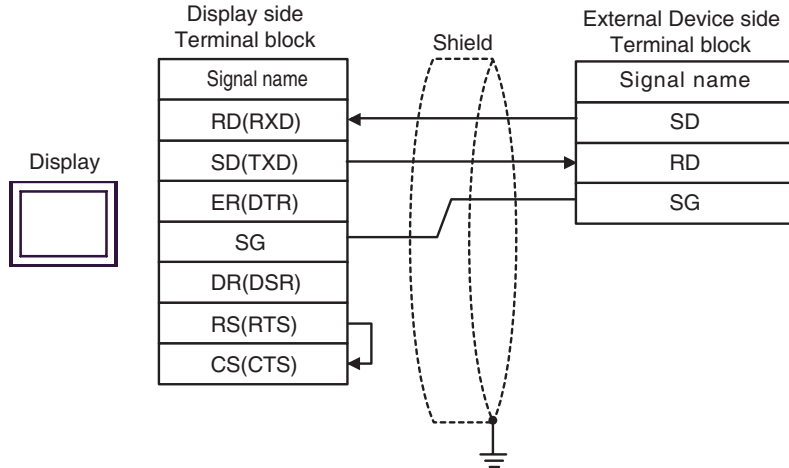 Display side
Terminal block
Shield
External Device side
Terminal block
Display
Signal name
RD(RXD)
SD(TXD)
ER(DTR)
SG
DR(DSR)
RS(RTS)
CS(CTS)
Signal name
SD
RD
SG